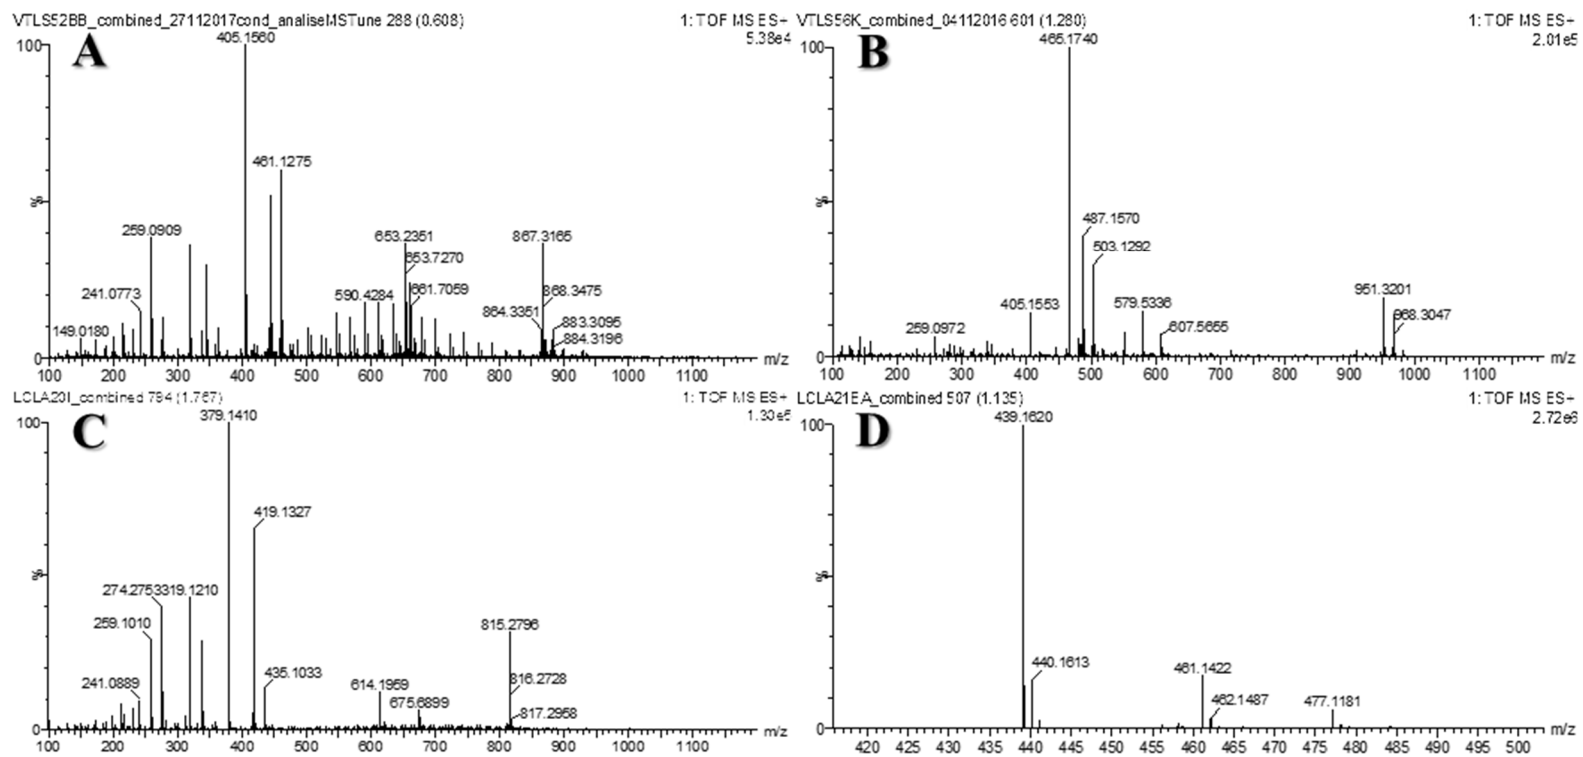 VTLS52BB_combined_27112017cond_analiseMSTune 288 (0.608)
1: TOF MS ES+
5.38e4
A
100
%
0
405.1560
461.1275
259.0909
241.0773
149.0180
653.2351
653.7270
590.4284
661.7059
867.3165
868.3475
864.3351
883.3095
884.3196
100 200 300 400 500 600 700 800 900 1000 1100 m/z
VTLS56K_combined_04112016 601 (1.280)
1: TOF MS ES+
2.01e5
B
100
%
0
465.1740
487.1570
503.1292
405.1553
579.5336
259.0972
607.5655
951.3201
968.3047
100 200 300 400 500 600 700 800 900 1000 1100 m/z
LCLA20I_combined 794 (1.767)
1: TOF MS ES+
C
100
%
0
379.1410
419.1327
274.2753
319.1210
259.1010
241.0889
435.1033
614.1959
675.6899
815.2796
816.2728
817.2958
100 200 300 400 500 600 700 800 900 1000 1100 m/z
LCLA21EA_combined 507 (1.135)
1: TOF MS ES+
2.72e6
D
100
%
0
439.1620
440.1613
461.1422
462.1487
477.1181
420 425 430 435 440 445 450 455 460 465 470 475 480 485 490 495 500 m/z